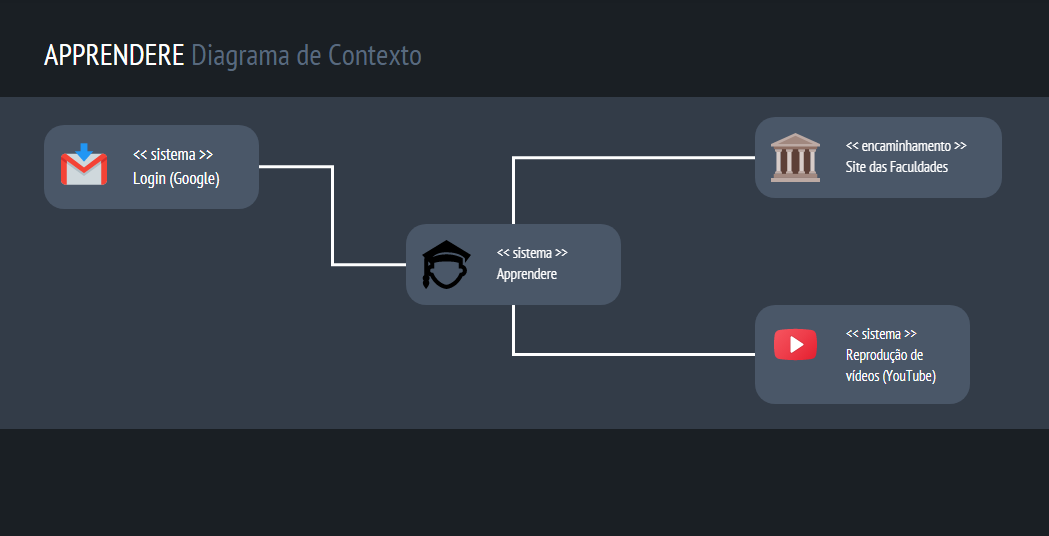 APPRENDERE Diagrama de Contexto
<< sistema >>
Login (Google)
<< encaminhamento >>
Site das Faculdades
<< sistema >>
Apprendere
<< sistema >>
Reprodução de
vídeos (YouTube)